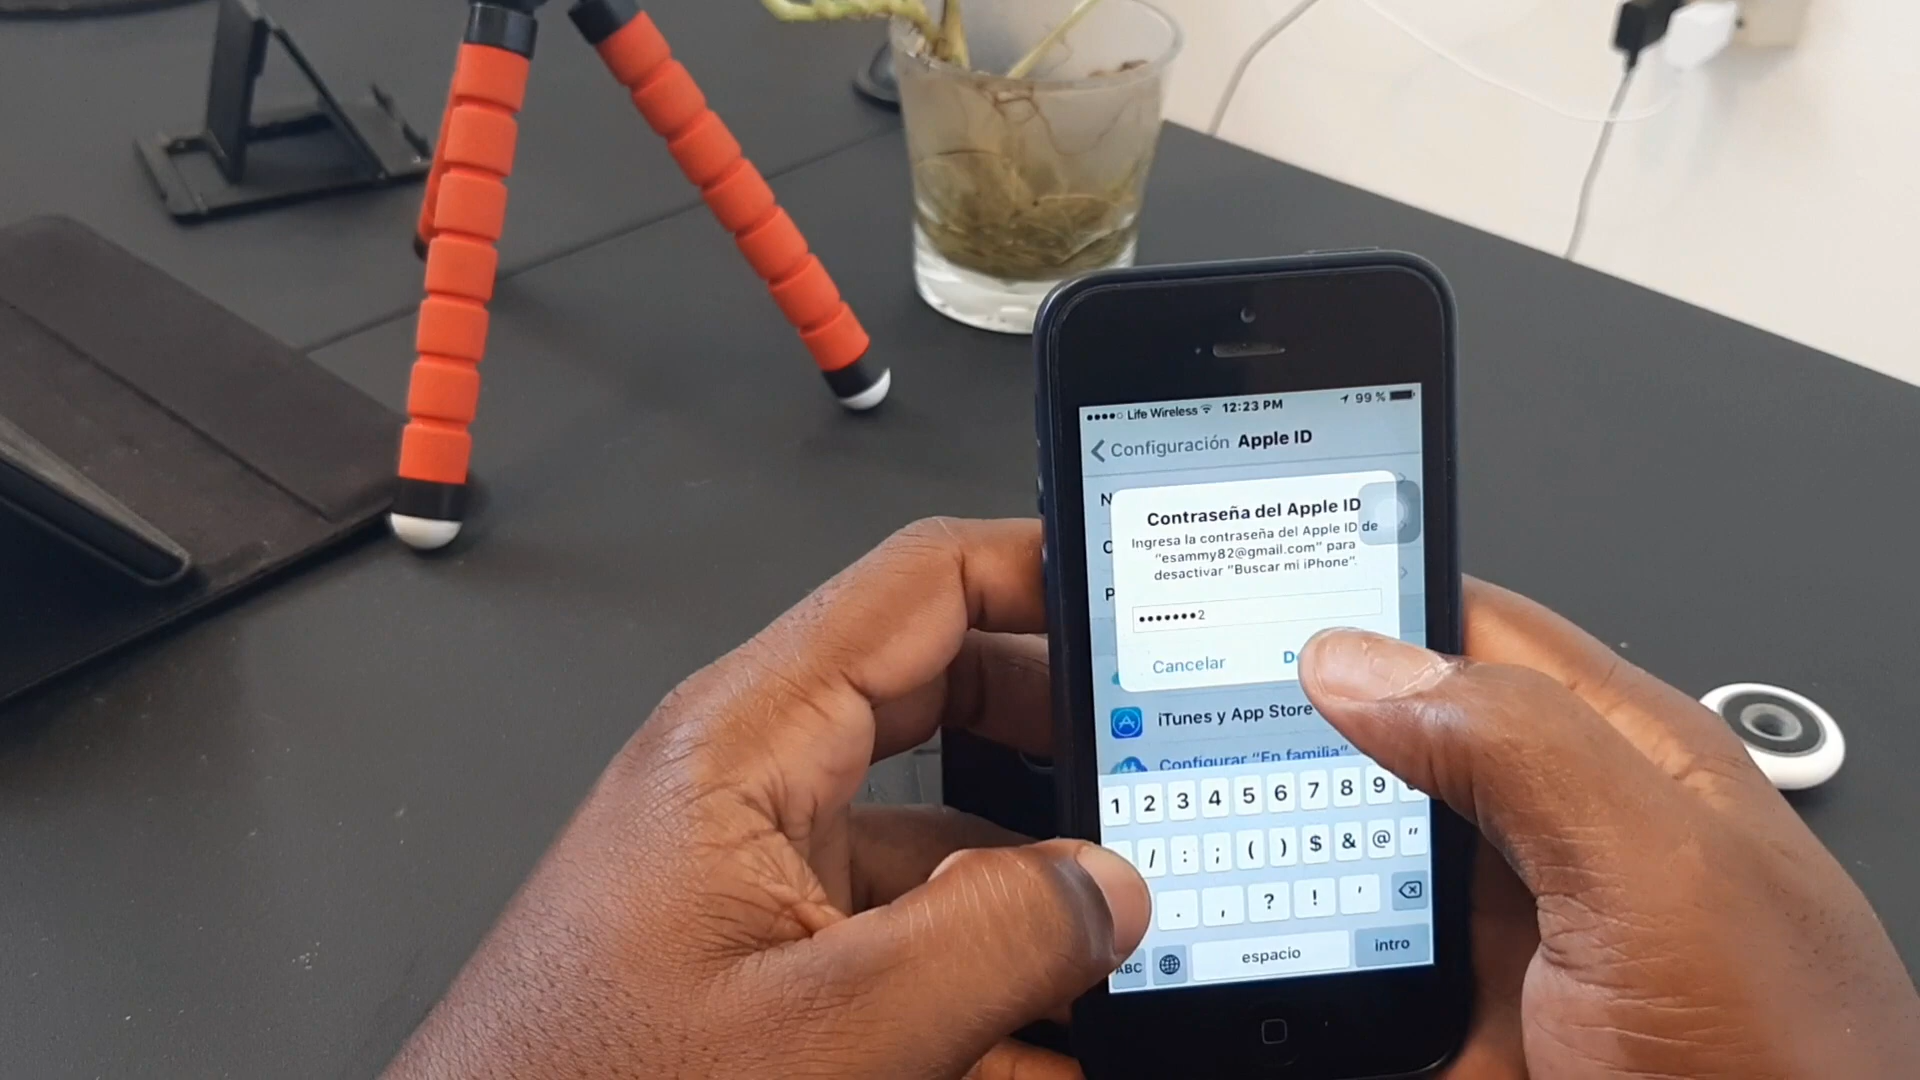 Life Wireless 12:23 PM 99 %
Configuración Apple ID
Contraseña del Apple ID
Ingresa la contraseña del Apple ID de
“esammy82@gmail.com” para
desactivar “Buscar mi iPhone”.
•••••••2
Cancelar
iTunes y App Store
Configurar “En familia”
1 2 3 4 5 6 7 8 9
/ : ; ( ) $ & @ "
. , ? ! '
ABC espacio intro